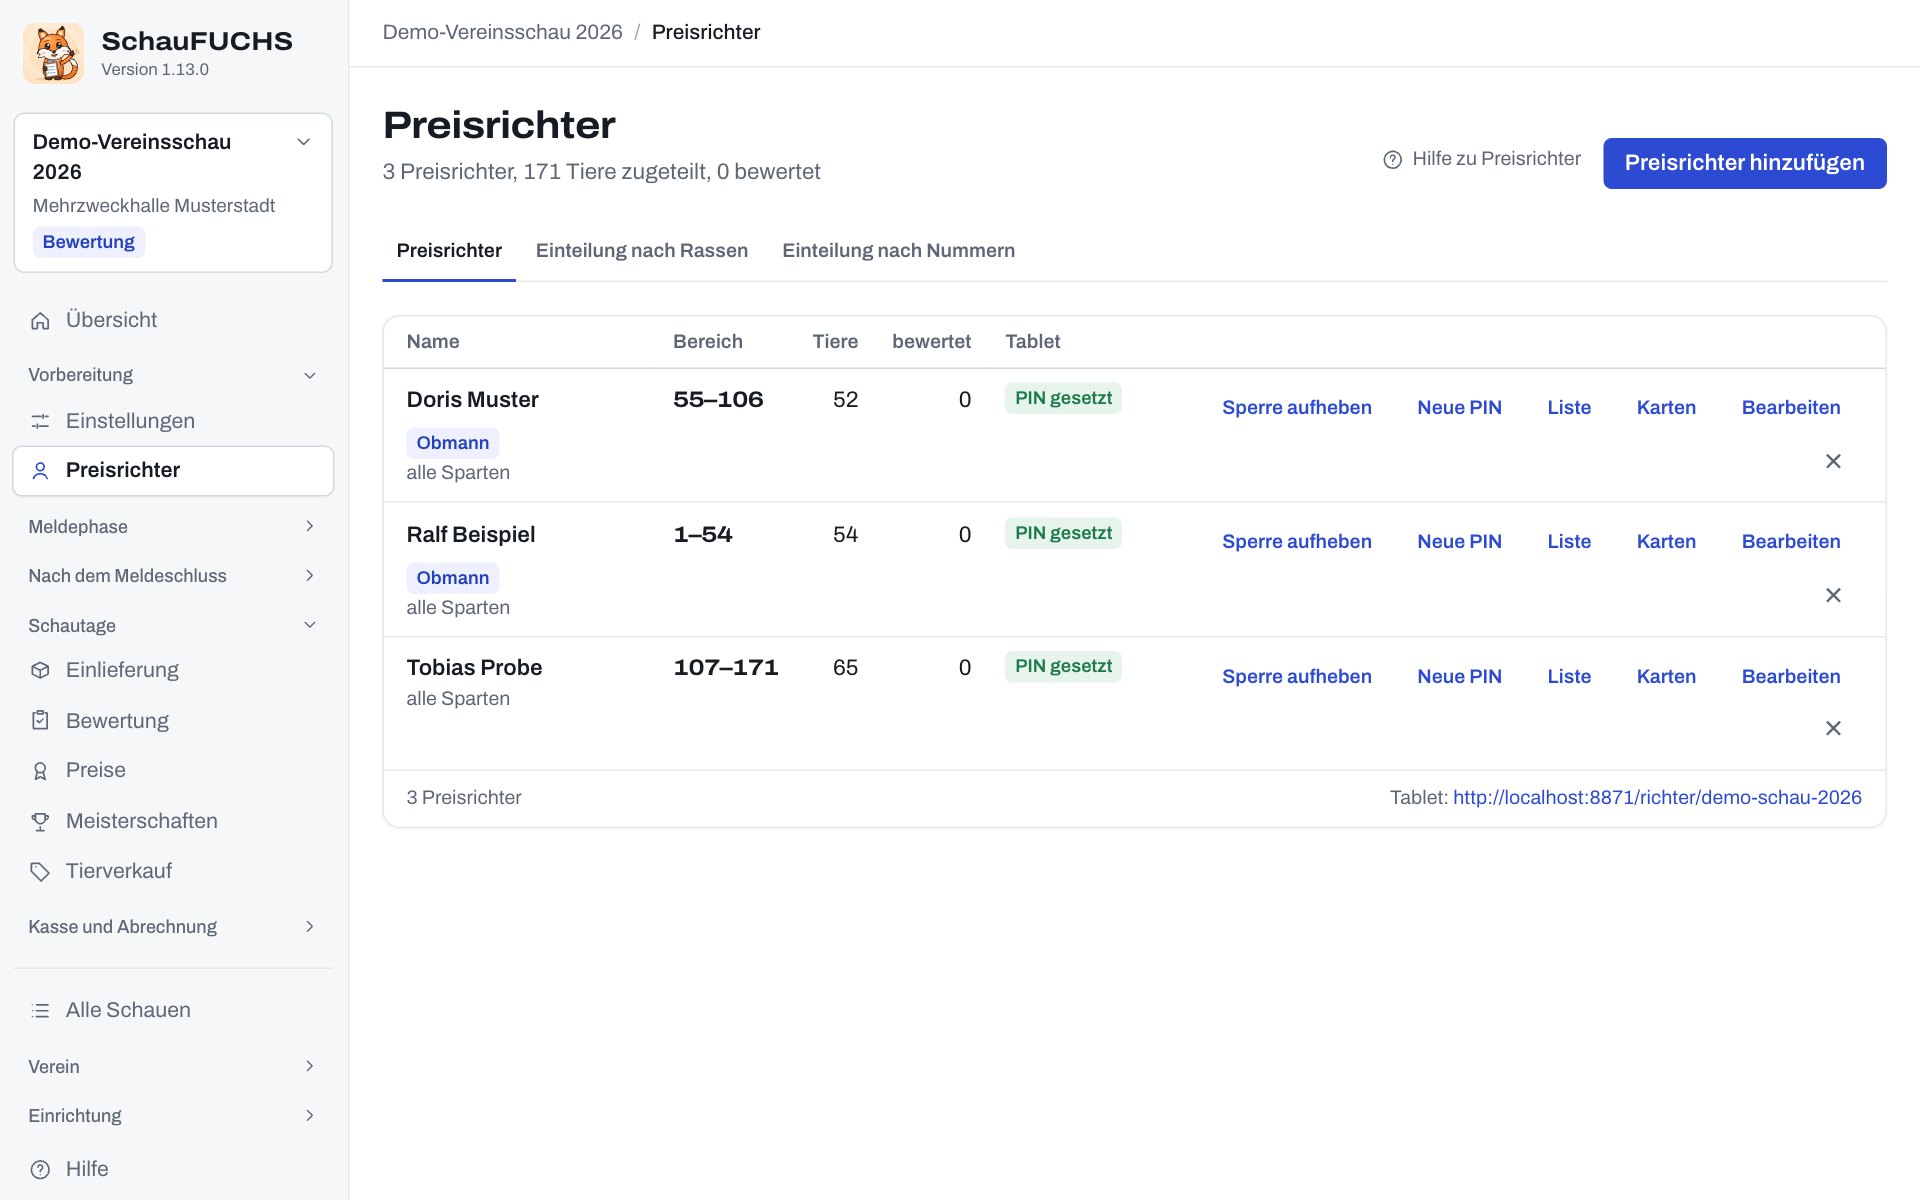 SchauFUCHS
Version 1.13.0
Demo-Vereinsschau 2026
Mehrzweckhalle Musterstadt
Bewertung
Übersicht
Vorbereitung
Einstellungen
Preisrichter
Meldephase
Nach dem Meldeschluss
Schautage
Einlieferung
Bewertung
Preise
Meisterschaften
Tierverkauf
Kasse und Abrechnung
Alle Schauen
Verein
Einrichtung
Hilfe
Demo-Vereinsschau 2026 / Preisrichter
Preisrichter
3 Preisrichter, 171 Tiere zugeteilt, 0 bewertet
Hilfe zu Preisrichter
Preisrichter hinzufügen
Preisrichter Einteilung nach Rassen Einteilung nach Nummern
Name Bereich Tiere bewertet Tablet
Doris Muster 55–106 52 0 PIN gesetzt Sperre aufheben Neue PIN Liste Karten Bearbeiten
Obmann
alle Sparten
Ralf Beispiel 1–54 54 0 PIN gesetzt Sperre aufheben Neue PIN Liste Karten Bearbeiten
Obmann
alle Sparten
Tobias Probe 107–171 65 0 PIN gesetzt Sperre aufheben Neue PIN Liste Karten Bearbeiten
alle Sparten
3 Preisrichter Tablet: http://localhost:8871/richter/demo-schau-2026